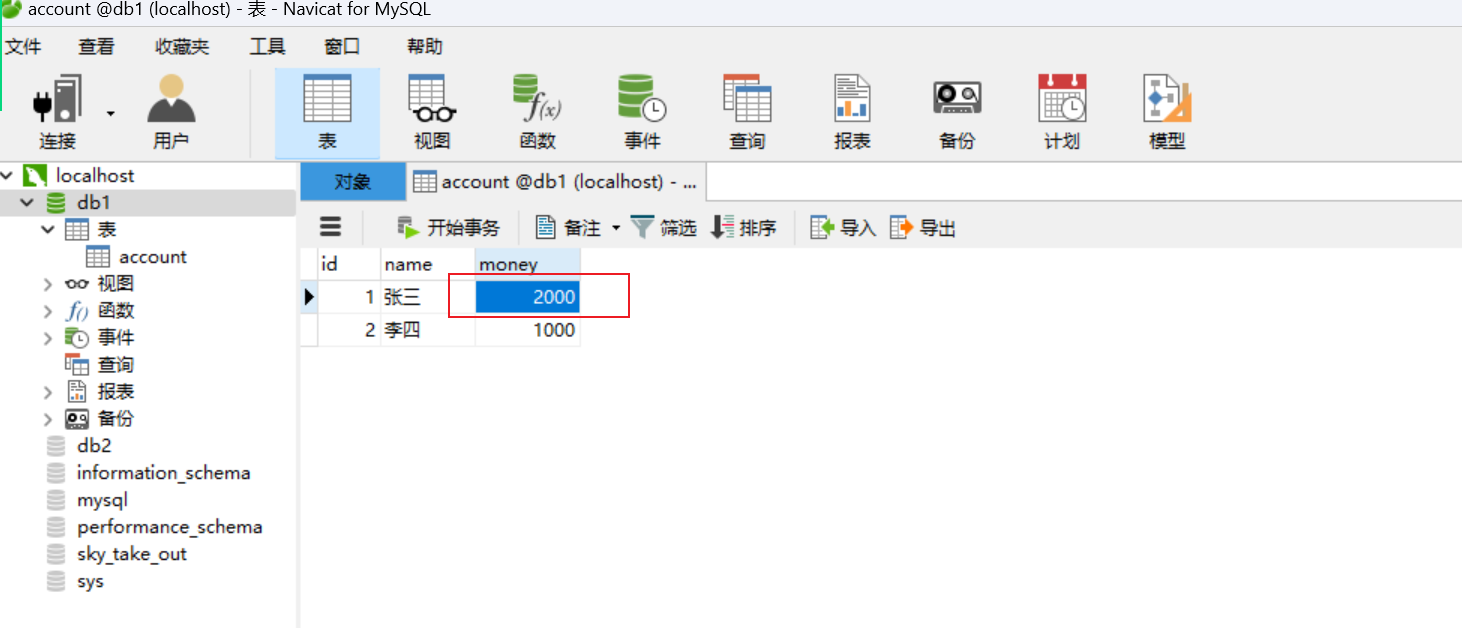 account @db1 (localhost) - 表 - Navicat for MySQL
文件 查看 收藏夹 工具 窗口 帮助
连接 用户 表 视图 函数 事件 查询 报表 备份 计划 模型
localhost
db1
表
account
视图
函数
事件
查询
报表
备份
db2
information_schema
mysql
performance_schema
sky_take_out
sys
对象 account @db1 (localhost) - ...
开始事务 备注 筛选 排序 导入 导出
id name money
1 张三 2000
2 李四 1000